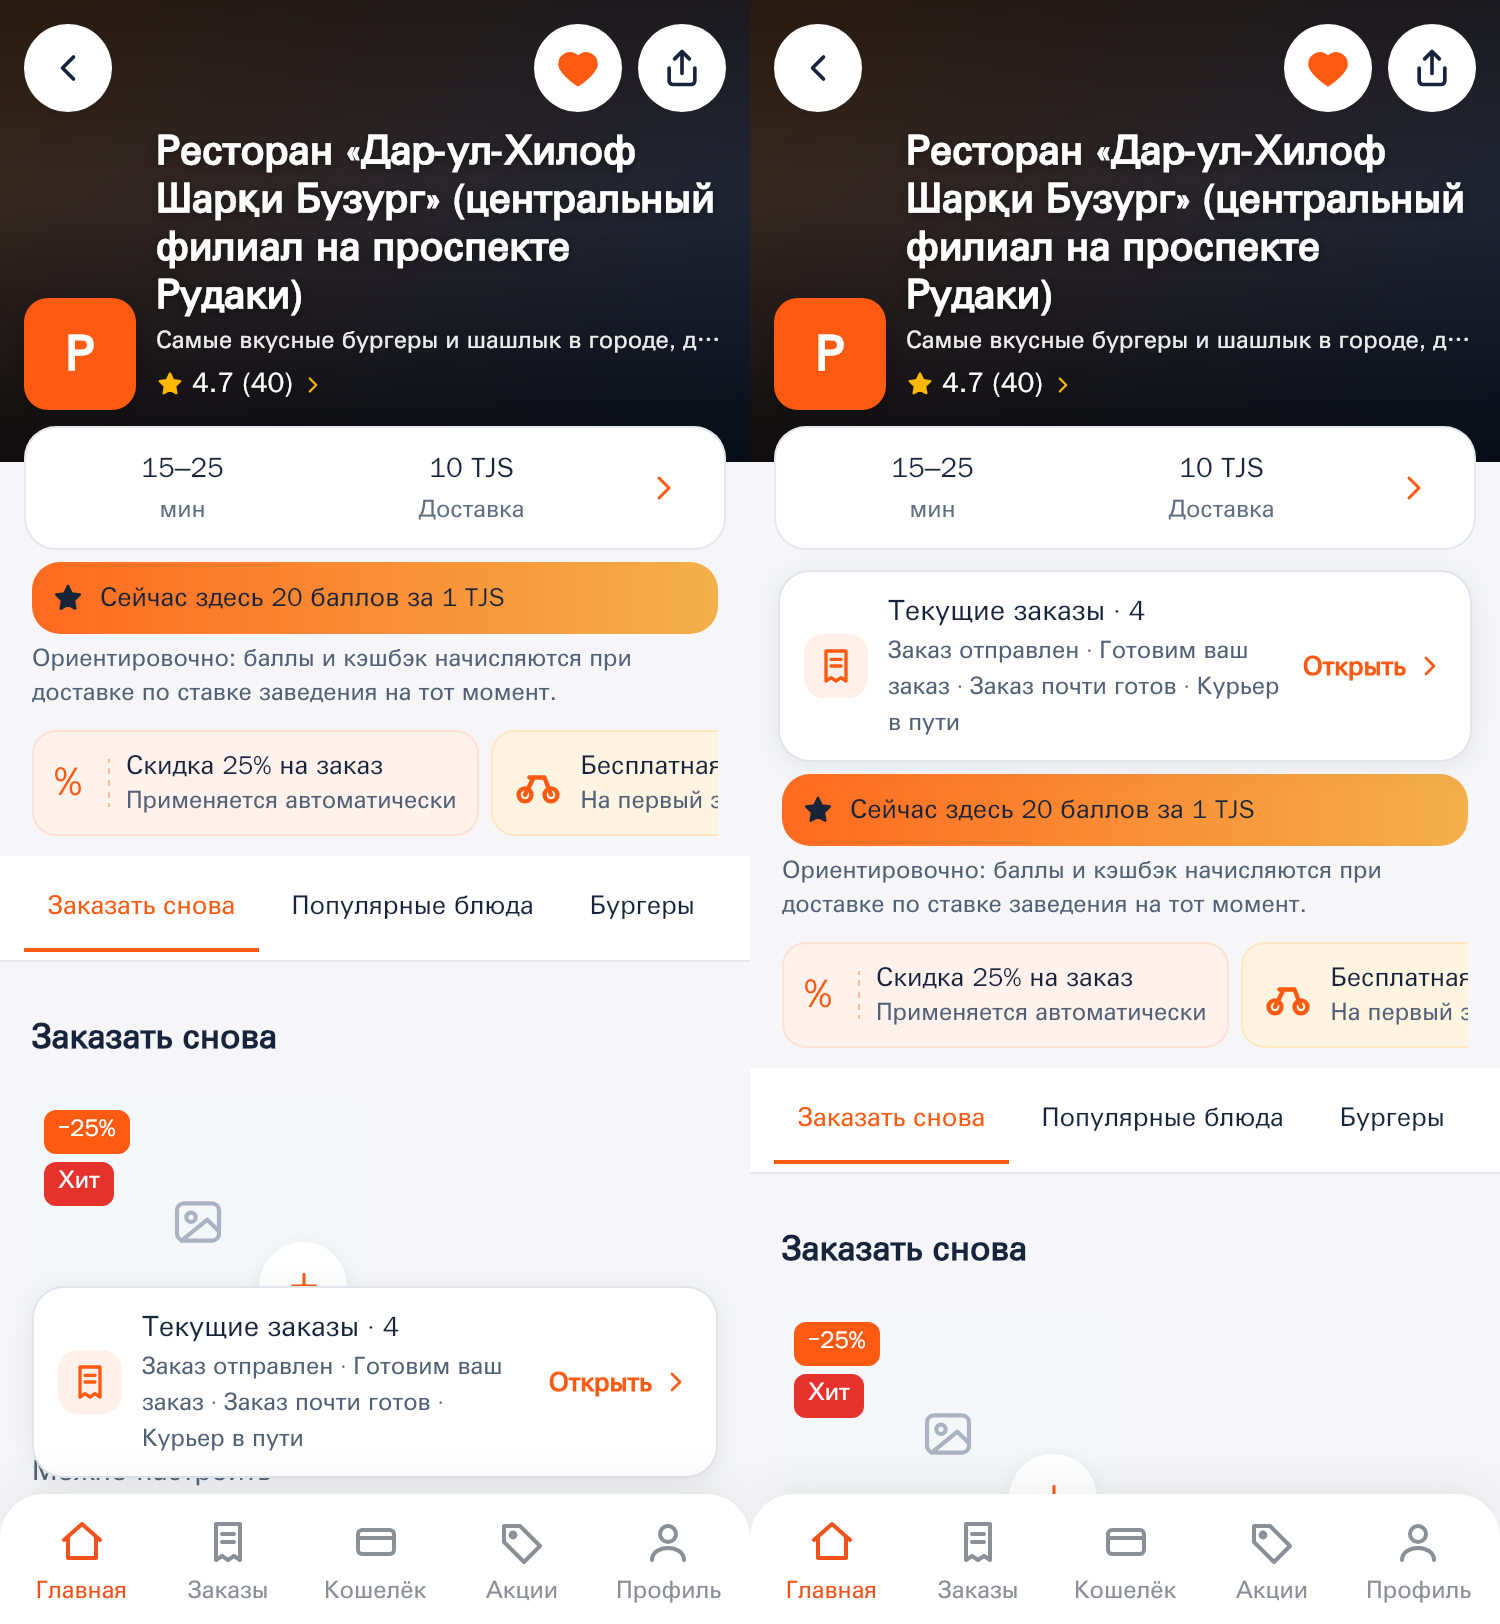 Ресторан «Дар-ул-Хилоф
Шарқи Бузург» (центральный
филиал на проспекте
Рудаки)
Р
Самые вкусные бургеры и шашлык в городе, д···
4.7 (40)
15–25
мин
10 TJS
Доставка
Сейчас здесь 20 баллов за 1 TJS
Ориентировочно: баллы и кэшбэк начисляются при
доставке по ставке заведения на тот момент.
%
Скидка 25% на заказ
Применяется автоматически
Бесплатная
На первый з
Заказать снова
Популярные блюда
Бургеры
Заказать снова
−25%
Хит
Текущие заказы · 4
Заказ отправлен · Готовим ваш
заказ · Заказ почти готов ·
Курьер в пути
Открыть
Можно настроить
Главная
Заказы
Кошелёк
Акции
Профиль
Ресторан «Дар-ул-Хилоф
Шарқи Бузург» (центральный
филиал на проспекте
Рудаки)
Р
Самые вкусные бургеры и шашлык в городе, д···
4.7 (40)
15–25
мин
10 TJS
Доставка
Текущие заказы · 4
Заказ отправлен · Готовим ваш
заказ · Заказ почти готов · Курьер
в пути
Открыть
Сейчас здесь 20 баллов за 1 TJS
Ориентировочно: баллы и кэшбэк начисляются при
доставке по ставке заведения на тот момент.
%
Скидка 25% на заказ
Применяется автоматически
Бесплатная
На первый з
Заказать снова
Популярные блюда
Бургеры
Заказать снова
−25%
Хит
Главная
Заказы
Кошелёк
Акции
Профиль